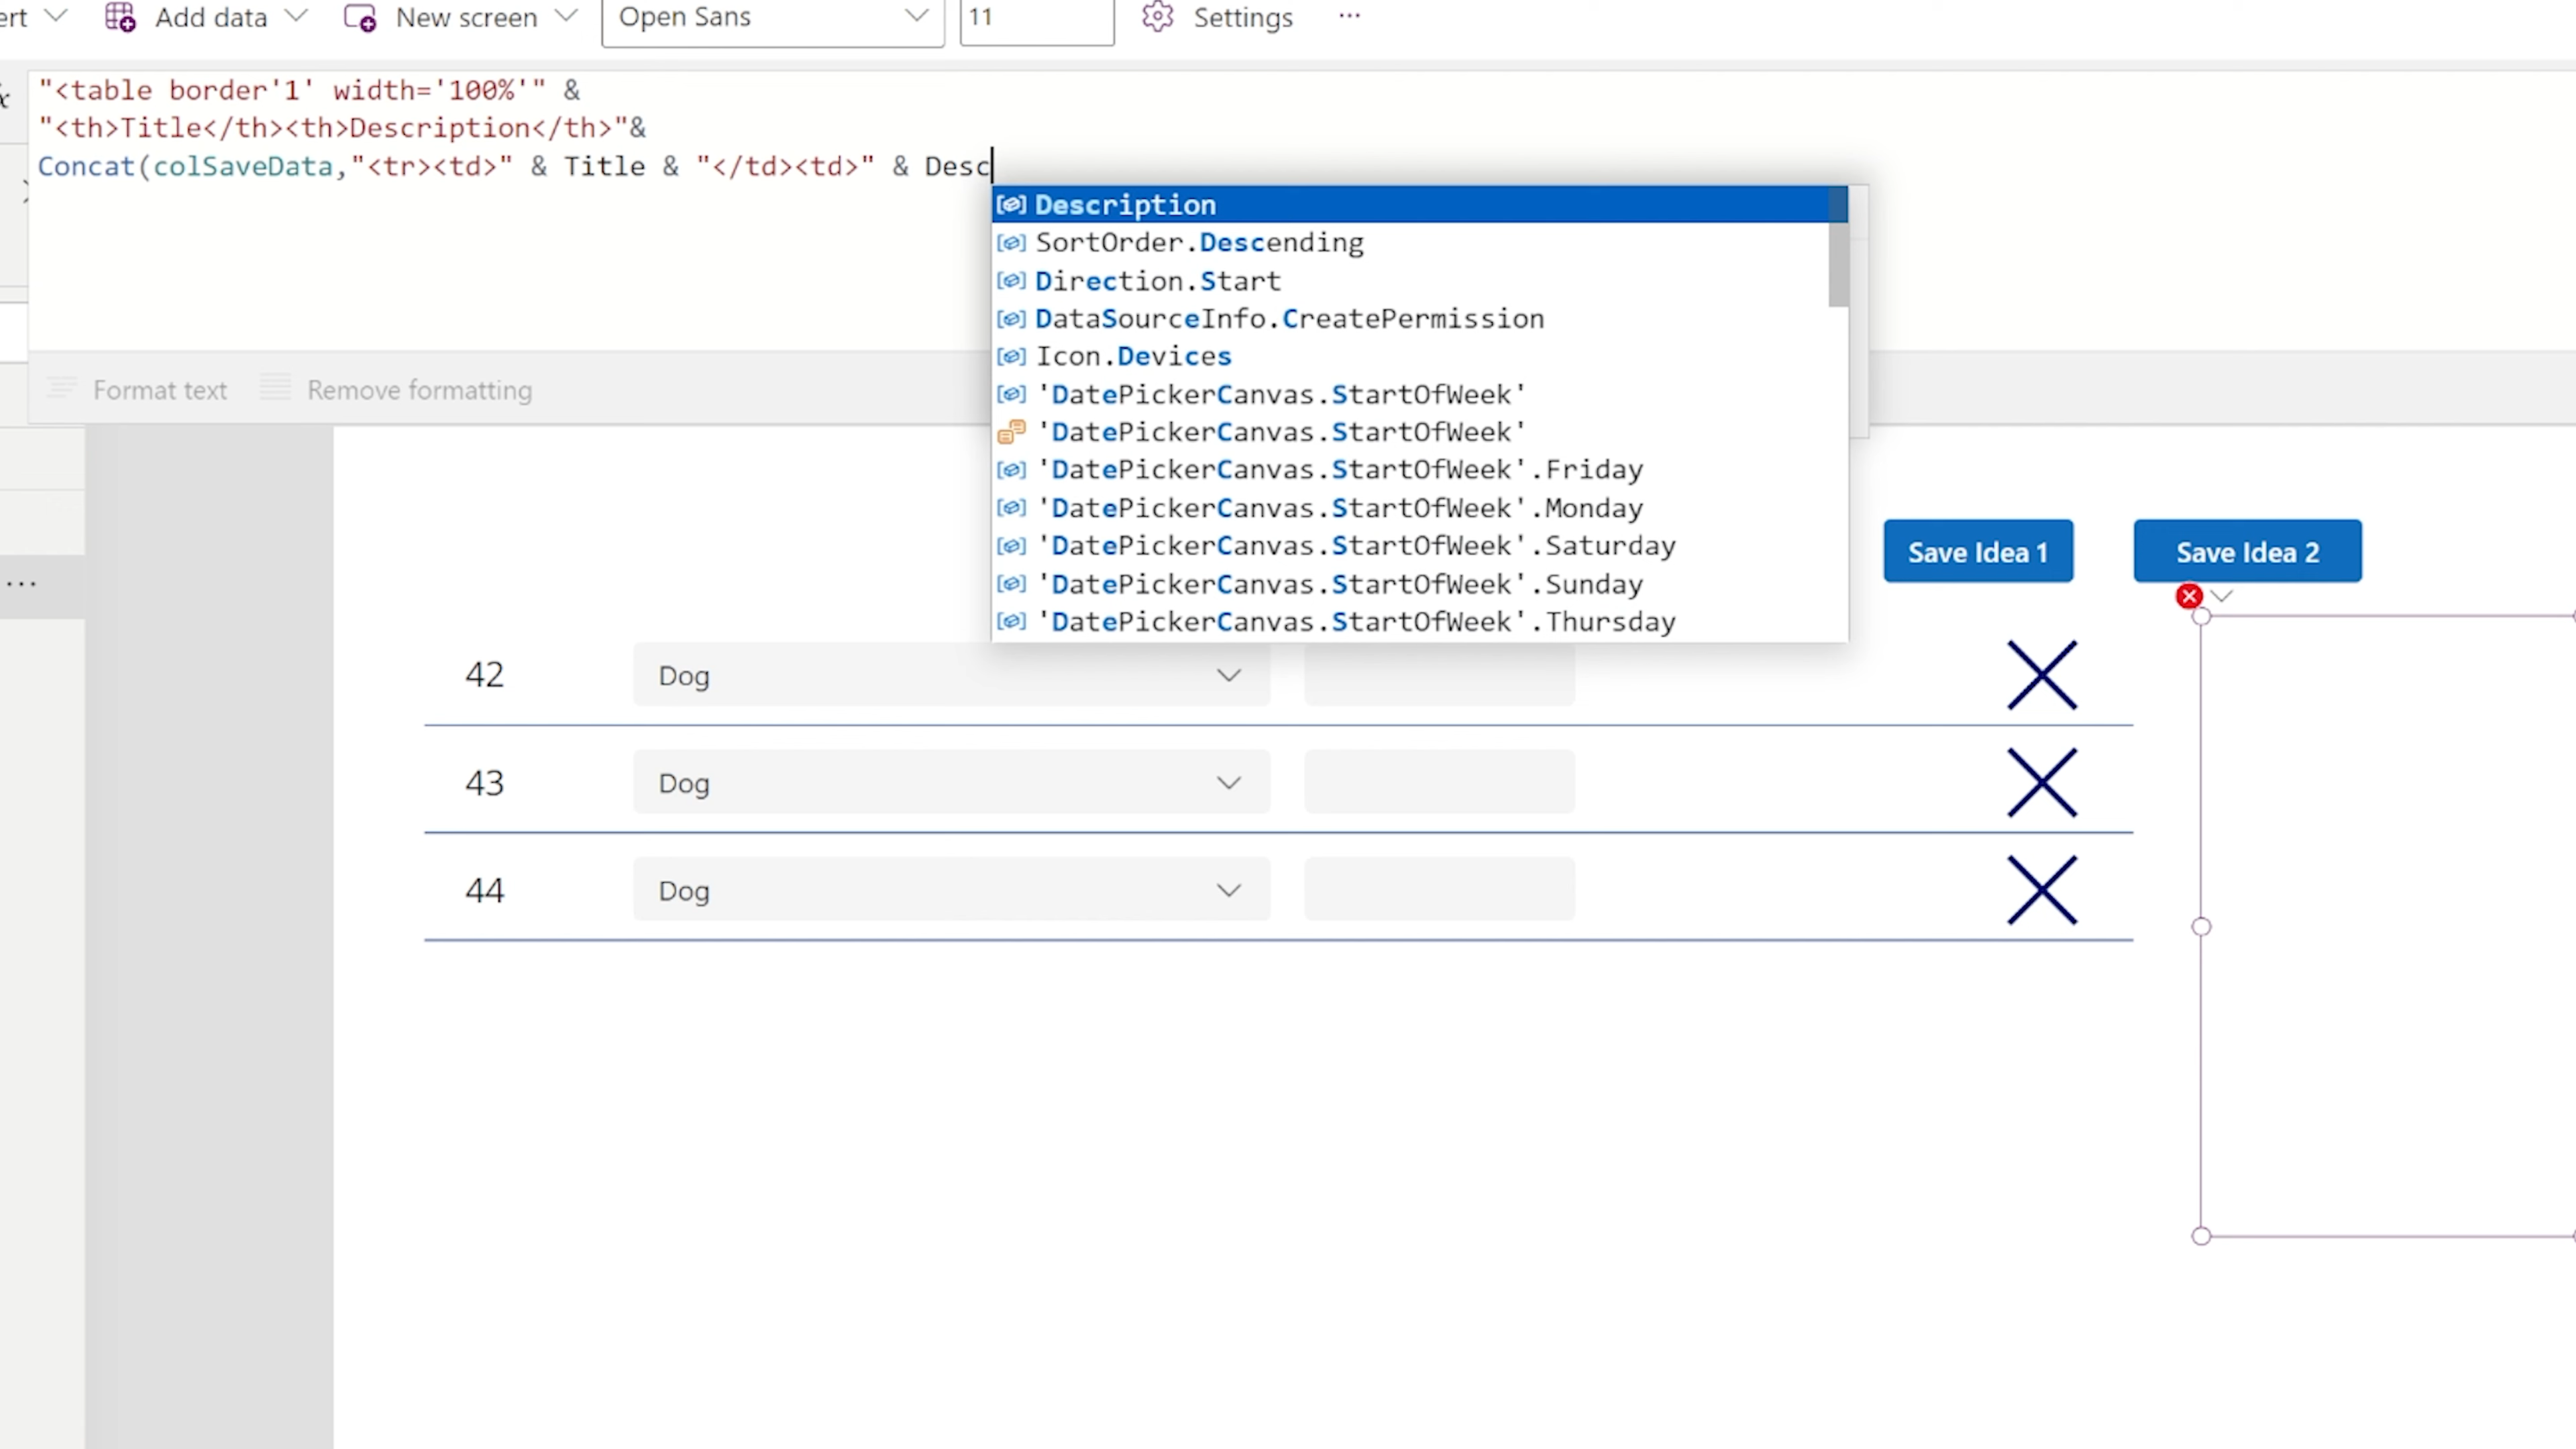 ert Add data New screen Open Sans 11 Settings ...
"<table border'1' width='100%'" &
"<th>Title</th><th>Description</th>"&
Concat(colSaveData,"<tr><td>" & Title & "</td><td>" & Desc
Description
SortOrder.Descending
Direction.Start
DataSourceInfo.CreatePermission
Icon.Devices
'DatePickerCanvas.StartOfWeek'
'DatePickerCanvas.StartOfWeek'
'DatePickerCanvas.StartOfWeek'.Friday
'DatePickerCanvas.StartOfWeek'.Monday
'DatePickerCanvas.StartOfWeek'.Saturday
'DatePickerCanvas.StartOfWeek'.Sunday
'DatePickerCanvas.StartOfWeek'.Thursday
Format text Remove formatting
Save Idea 1 Save Idea 2
42 Dog
43 Dog
44 Dog